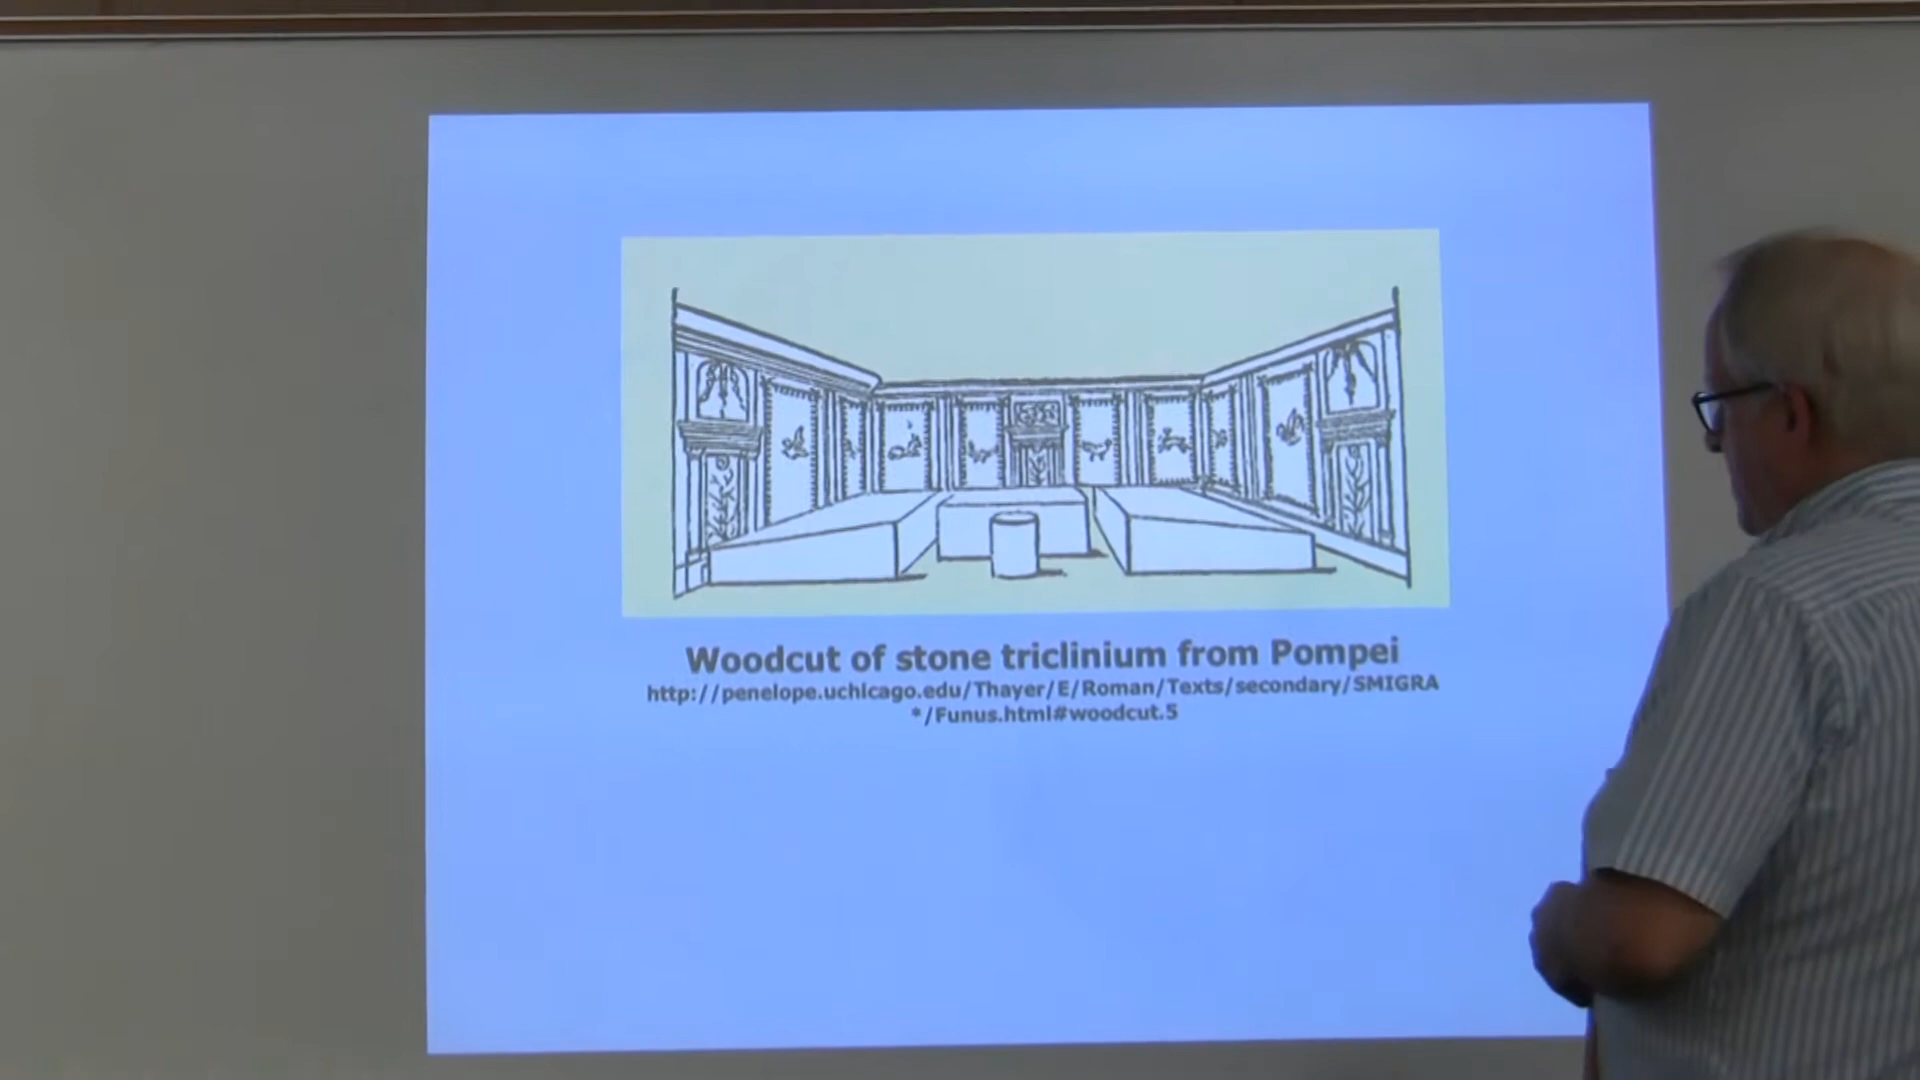 Woodcut of stone triclinium from Pompei
http://penelope.uchicago.edu/Thayer/E/Roman/Texts/secondary/SMIGRA
*/Funus.html#woodcut.5